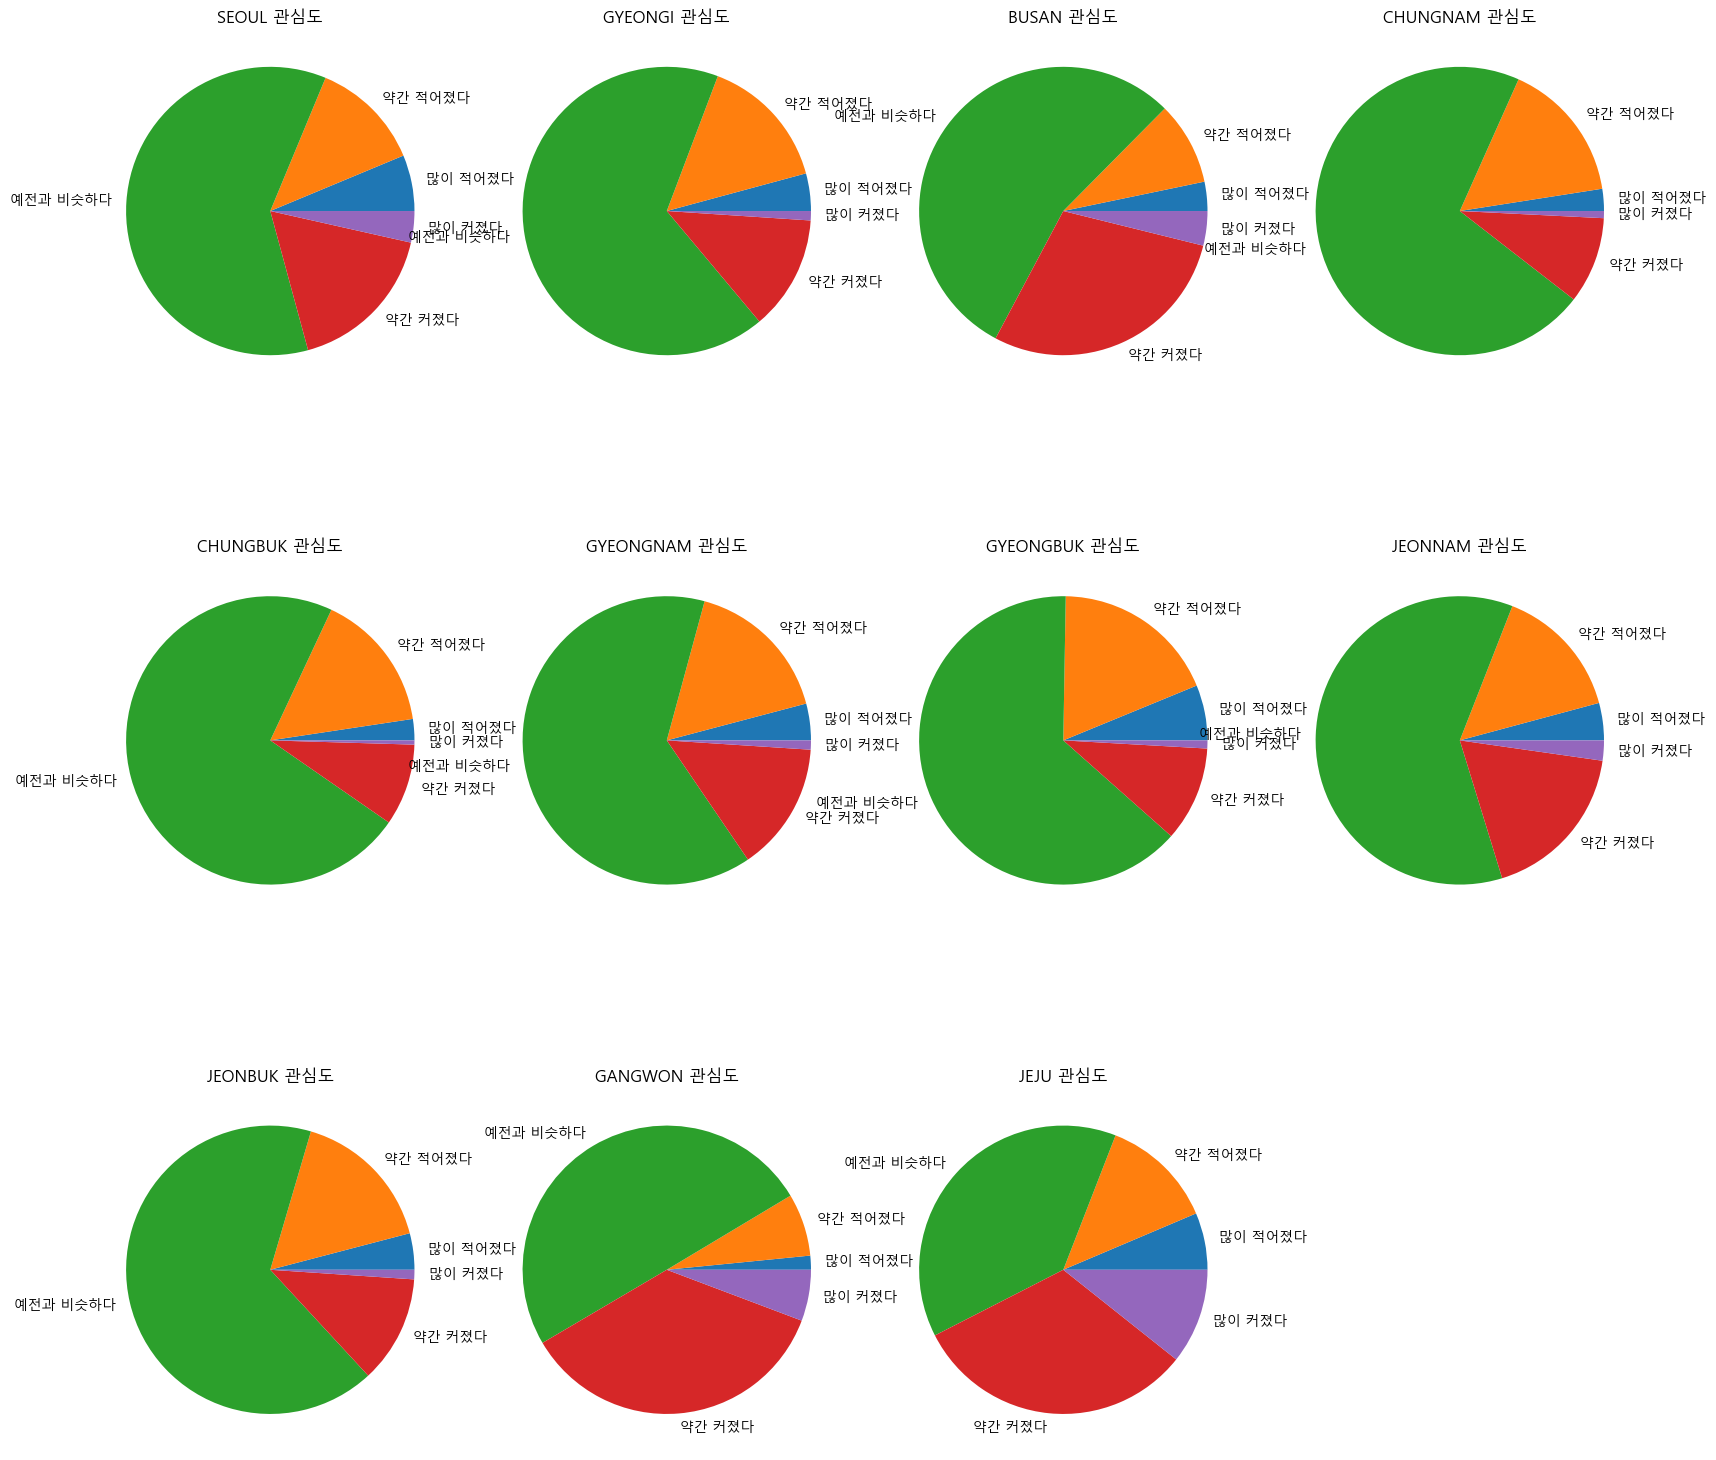 SEOUL 관심도
약간 적어졌다
많이 적어졌다
예전과 비슷하다
많이 커졌다
약간 커졌다
GYEONGI 관심도
약간 적어졌다
많이 적어졌다
예전과 비슷하다
많이 커졌다
약간 커졌다
BUSAN 관심도
예전과 비슷하다
약간 적어졌다
많이 적어졌다
많이 커졌다
약간 커졌다
CHUNGNAM 관심도
약간 적어졌다
많이 적어졌다
많이 커졌다
예전과 비슷하다
약간 커졌다
CHUNGBUK 관심도
약간 적어졌다
많이 적어졌다
많이 커졌다
예전과 비슷하다
약간 커졌다
GYEONGNAM 관심도
약간 적어졌다
많이 적어졌다
많이 커졌다
예전과 비슷하다
약간 커졌다
GYEONGBUK 관심도
약간 적어졌다
많이 적어졌다
많이 커졌다
예전과 비슷하다
약간 커졌다
JEONNAM 관심도
약간 적어졌다
많이 적어졌다
예전과 비슷하다
많이 커졌다
약간 커졌다
JEONBUK 관심도
약간 적어졌다
많이 적어졌다
많이 커졌다
예전과 비슷하다
약간 커졌다
GANGWON 관심도
예전과 비슷하다
약간 적어졌다
많이 적어졌다
많이 커졌다
약간 커졌다
JEJU 관심도
약간 적어졌다
예전과 비슷하다
많이 적어졌다
많이 커졌다
약간 커졌다